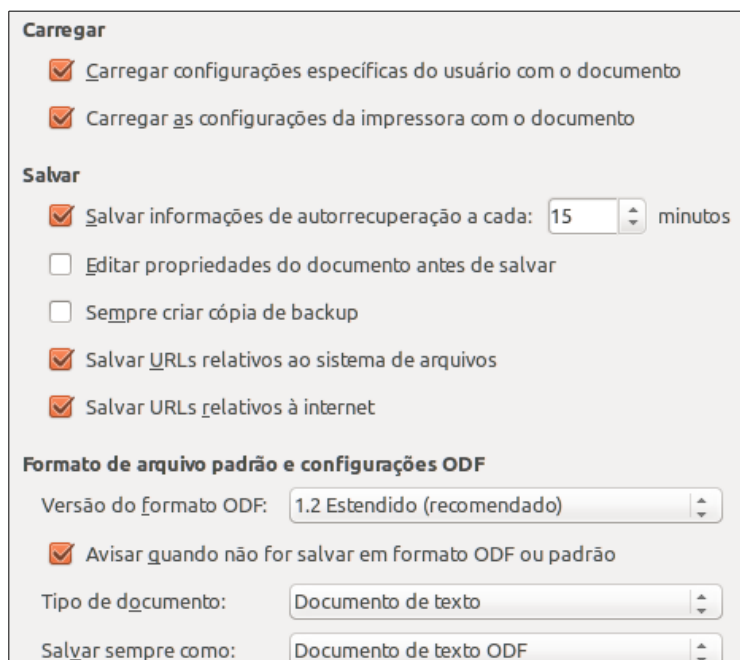 Carregar
Carregar configurações específicas do usuário com o documento
Carregar as configurações da impressora com o documento
Salvar
Salvar informações de autorrecuperação a cada: 15 minutos
Editar propriedades do documento antes de salvar
Sempre criar cópia de backup
Salvar URLs relativos ao sistema de arquivos
Salvar URLs relativos à internet
Formato de arquivo padrão e configurações ODF
Versão do formato ODF: 1.2 Estendido (recomendado)
Avisar quando não for salvar em formato ODF ou padrão
Tipo de documento: Documento de texto
Salvar sempre como: Documento de texto ODF